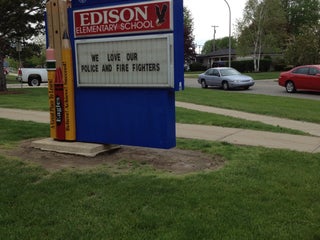 EDISON
ELEMENTARY
SCHOOL
WE LOVE OUR
POLICE AND FIRE FIGHTERS
Eagles